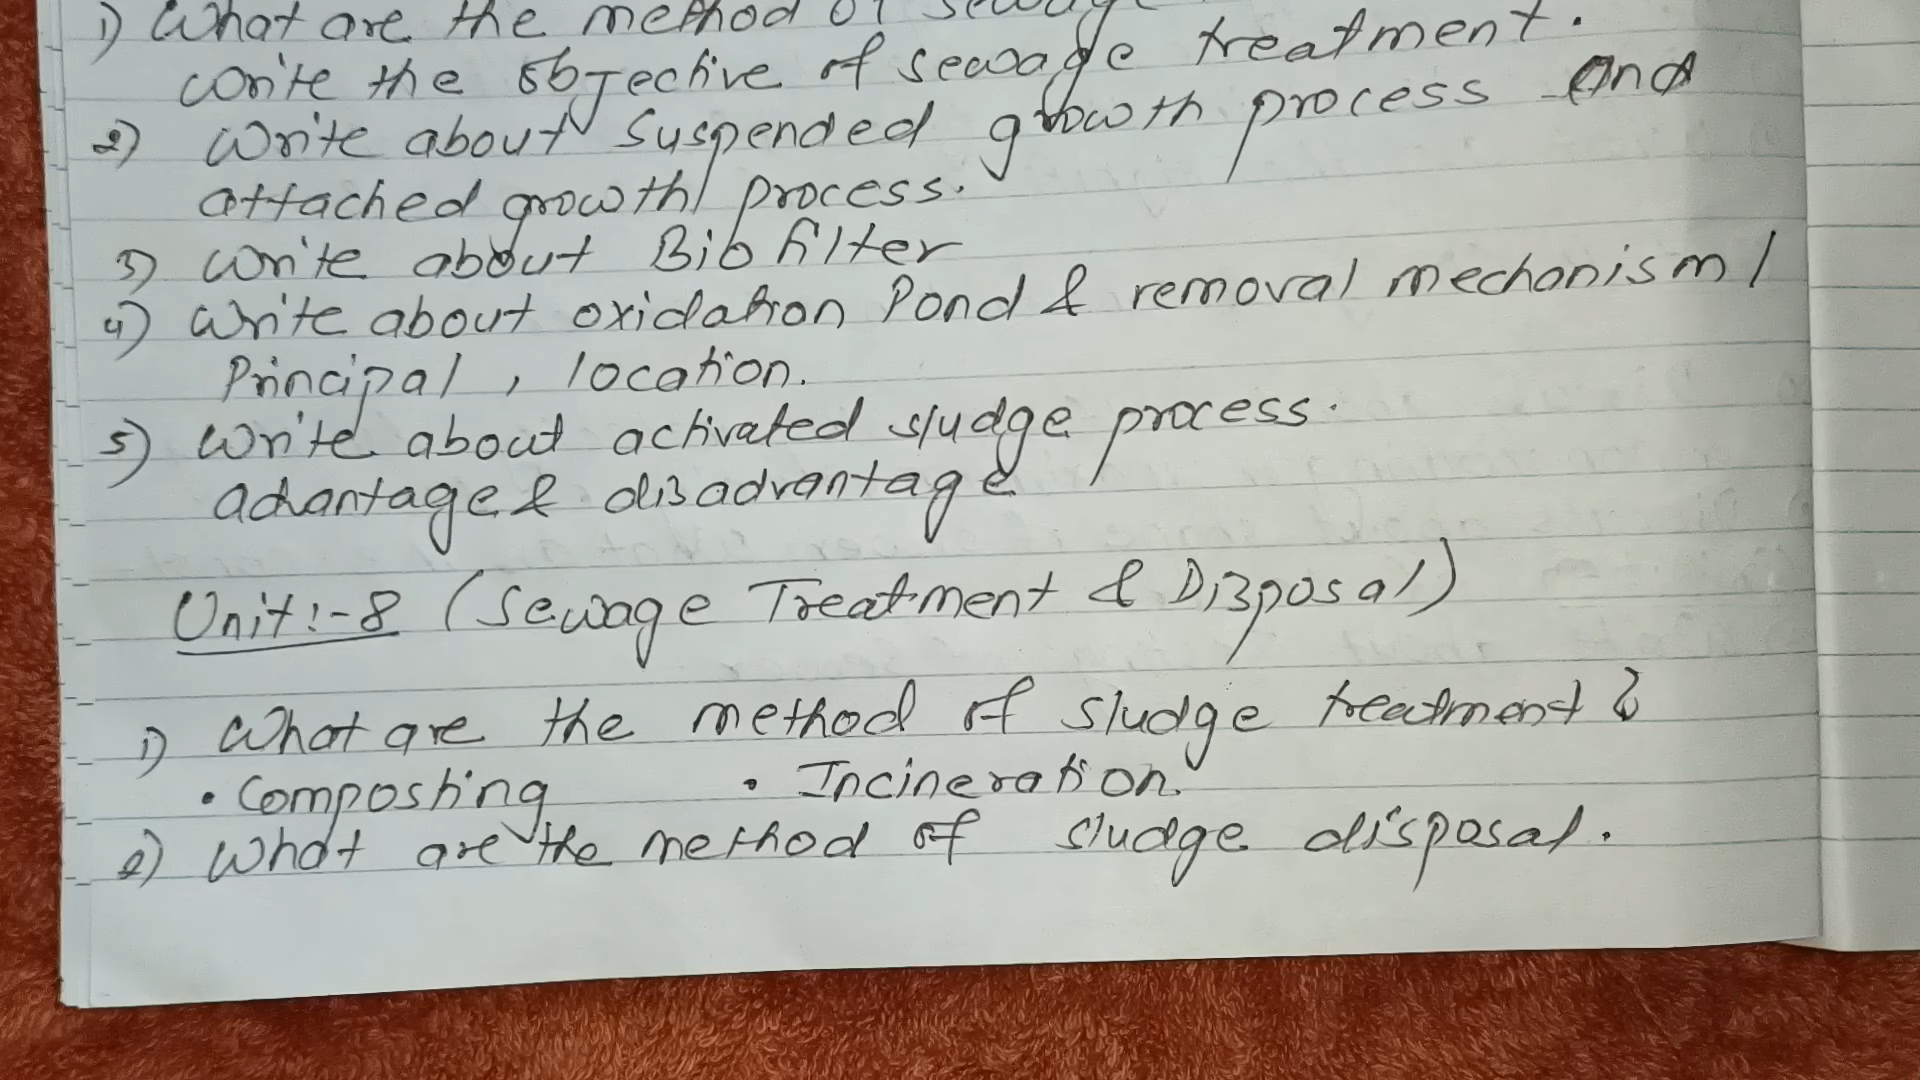 1) What are the method of sewage
write the objective of sewage treatment.
2) Write about suspended growth process and
attached growth process.
3) write about Bio filter
4) write about oxidation Pond & removal mechanism /
Principal, location.
5) write about activated sludge process.
advantage & disadvantage
Unit:-8 (Sewage Treatment & Disposal)
1) What are the method of sludge treatment?
• Composting • Incineration.
2) What are the method of sludge disposal.